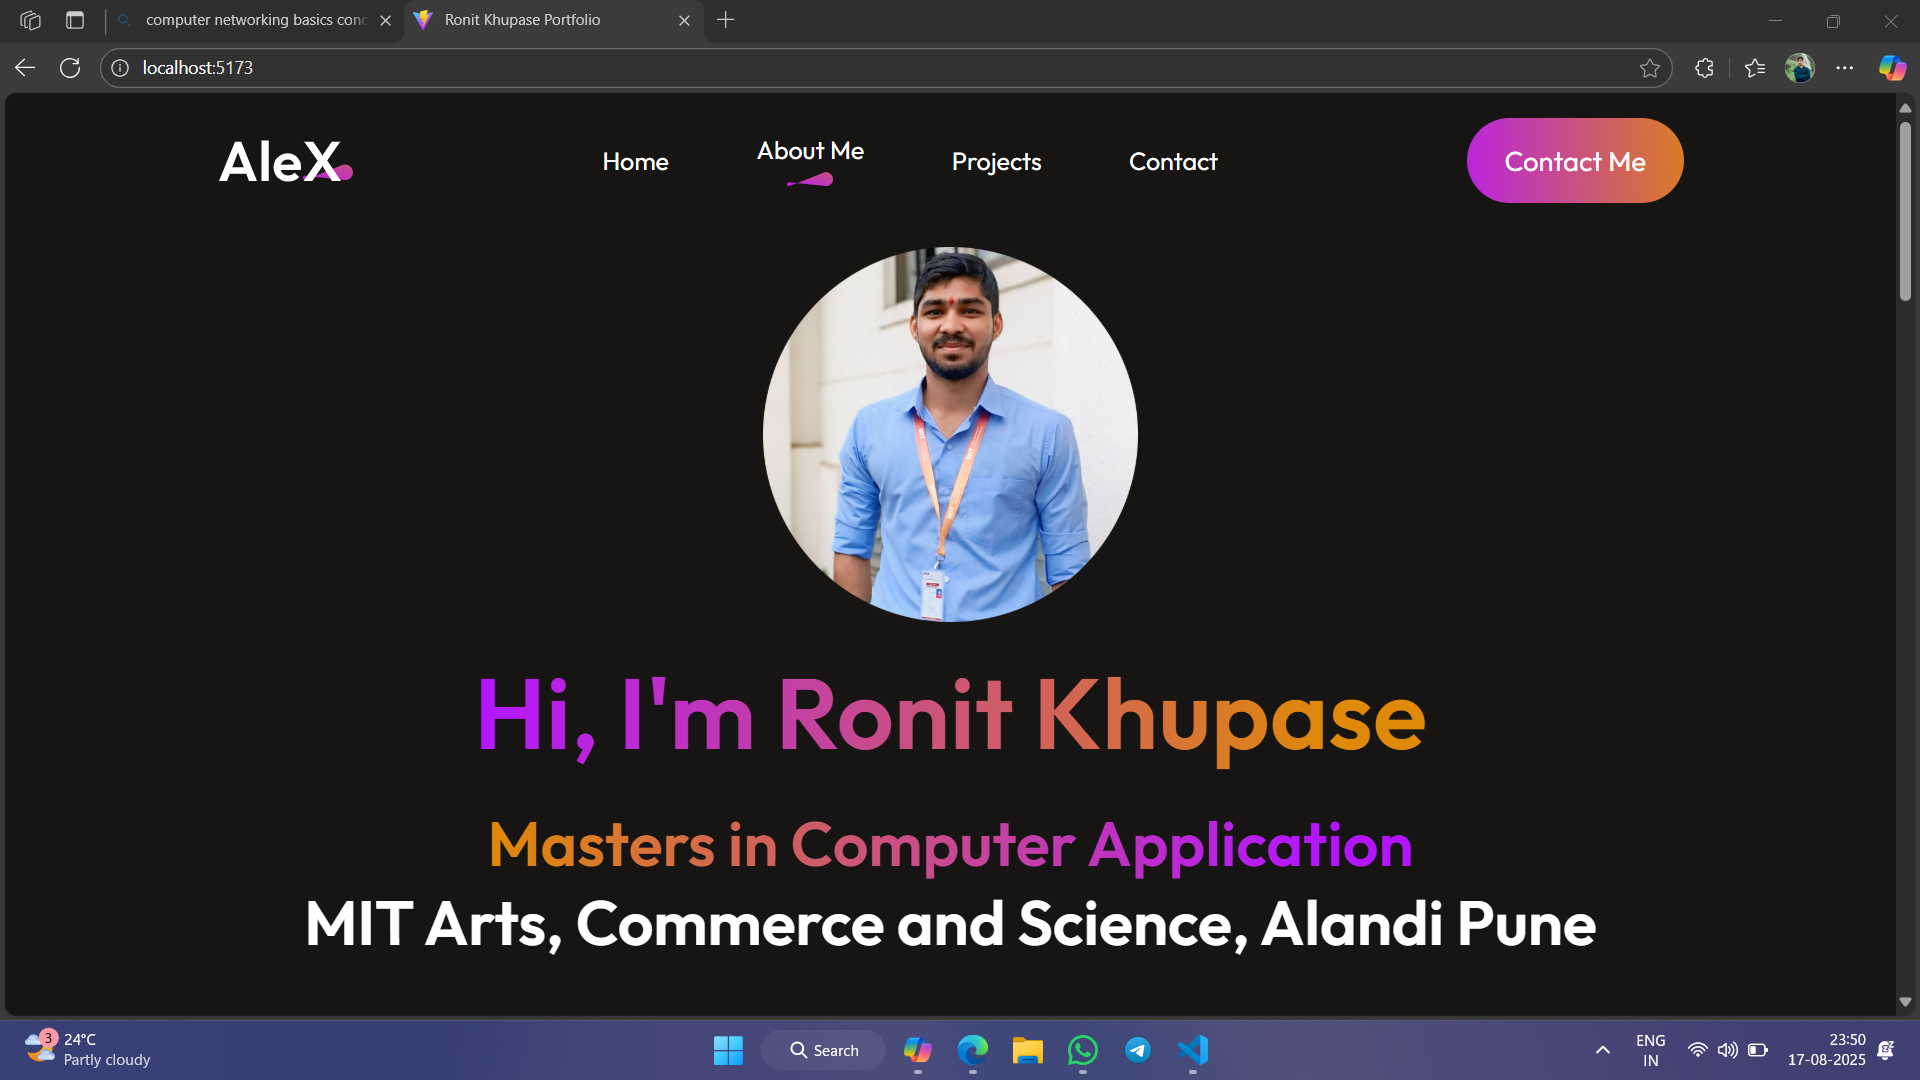 computer networking basics conc
Ronit Khupase Portfolio
localhost:5173
AleX
Home
About Me
Projects
Contact
Contact Me
Hi, I'm Ronit Khupase
Masters in Computer Application
MIT Arts, Commerce and Science, Alandi Pune
3
24°C
Partly cloudy
Search
ENG
IN
23:50
17-08-2025